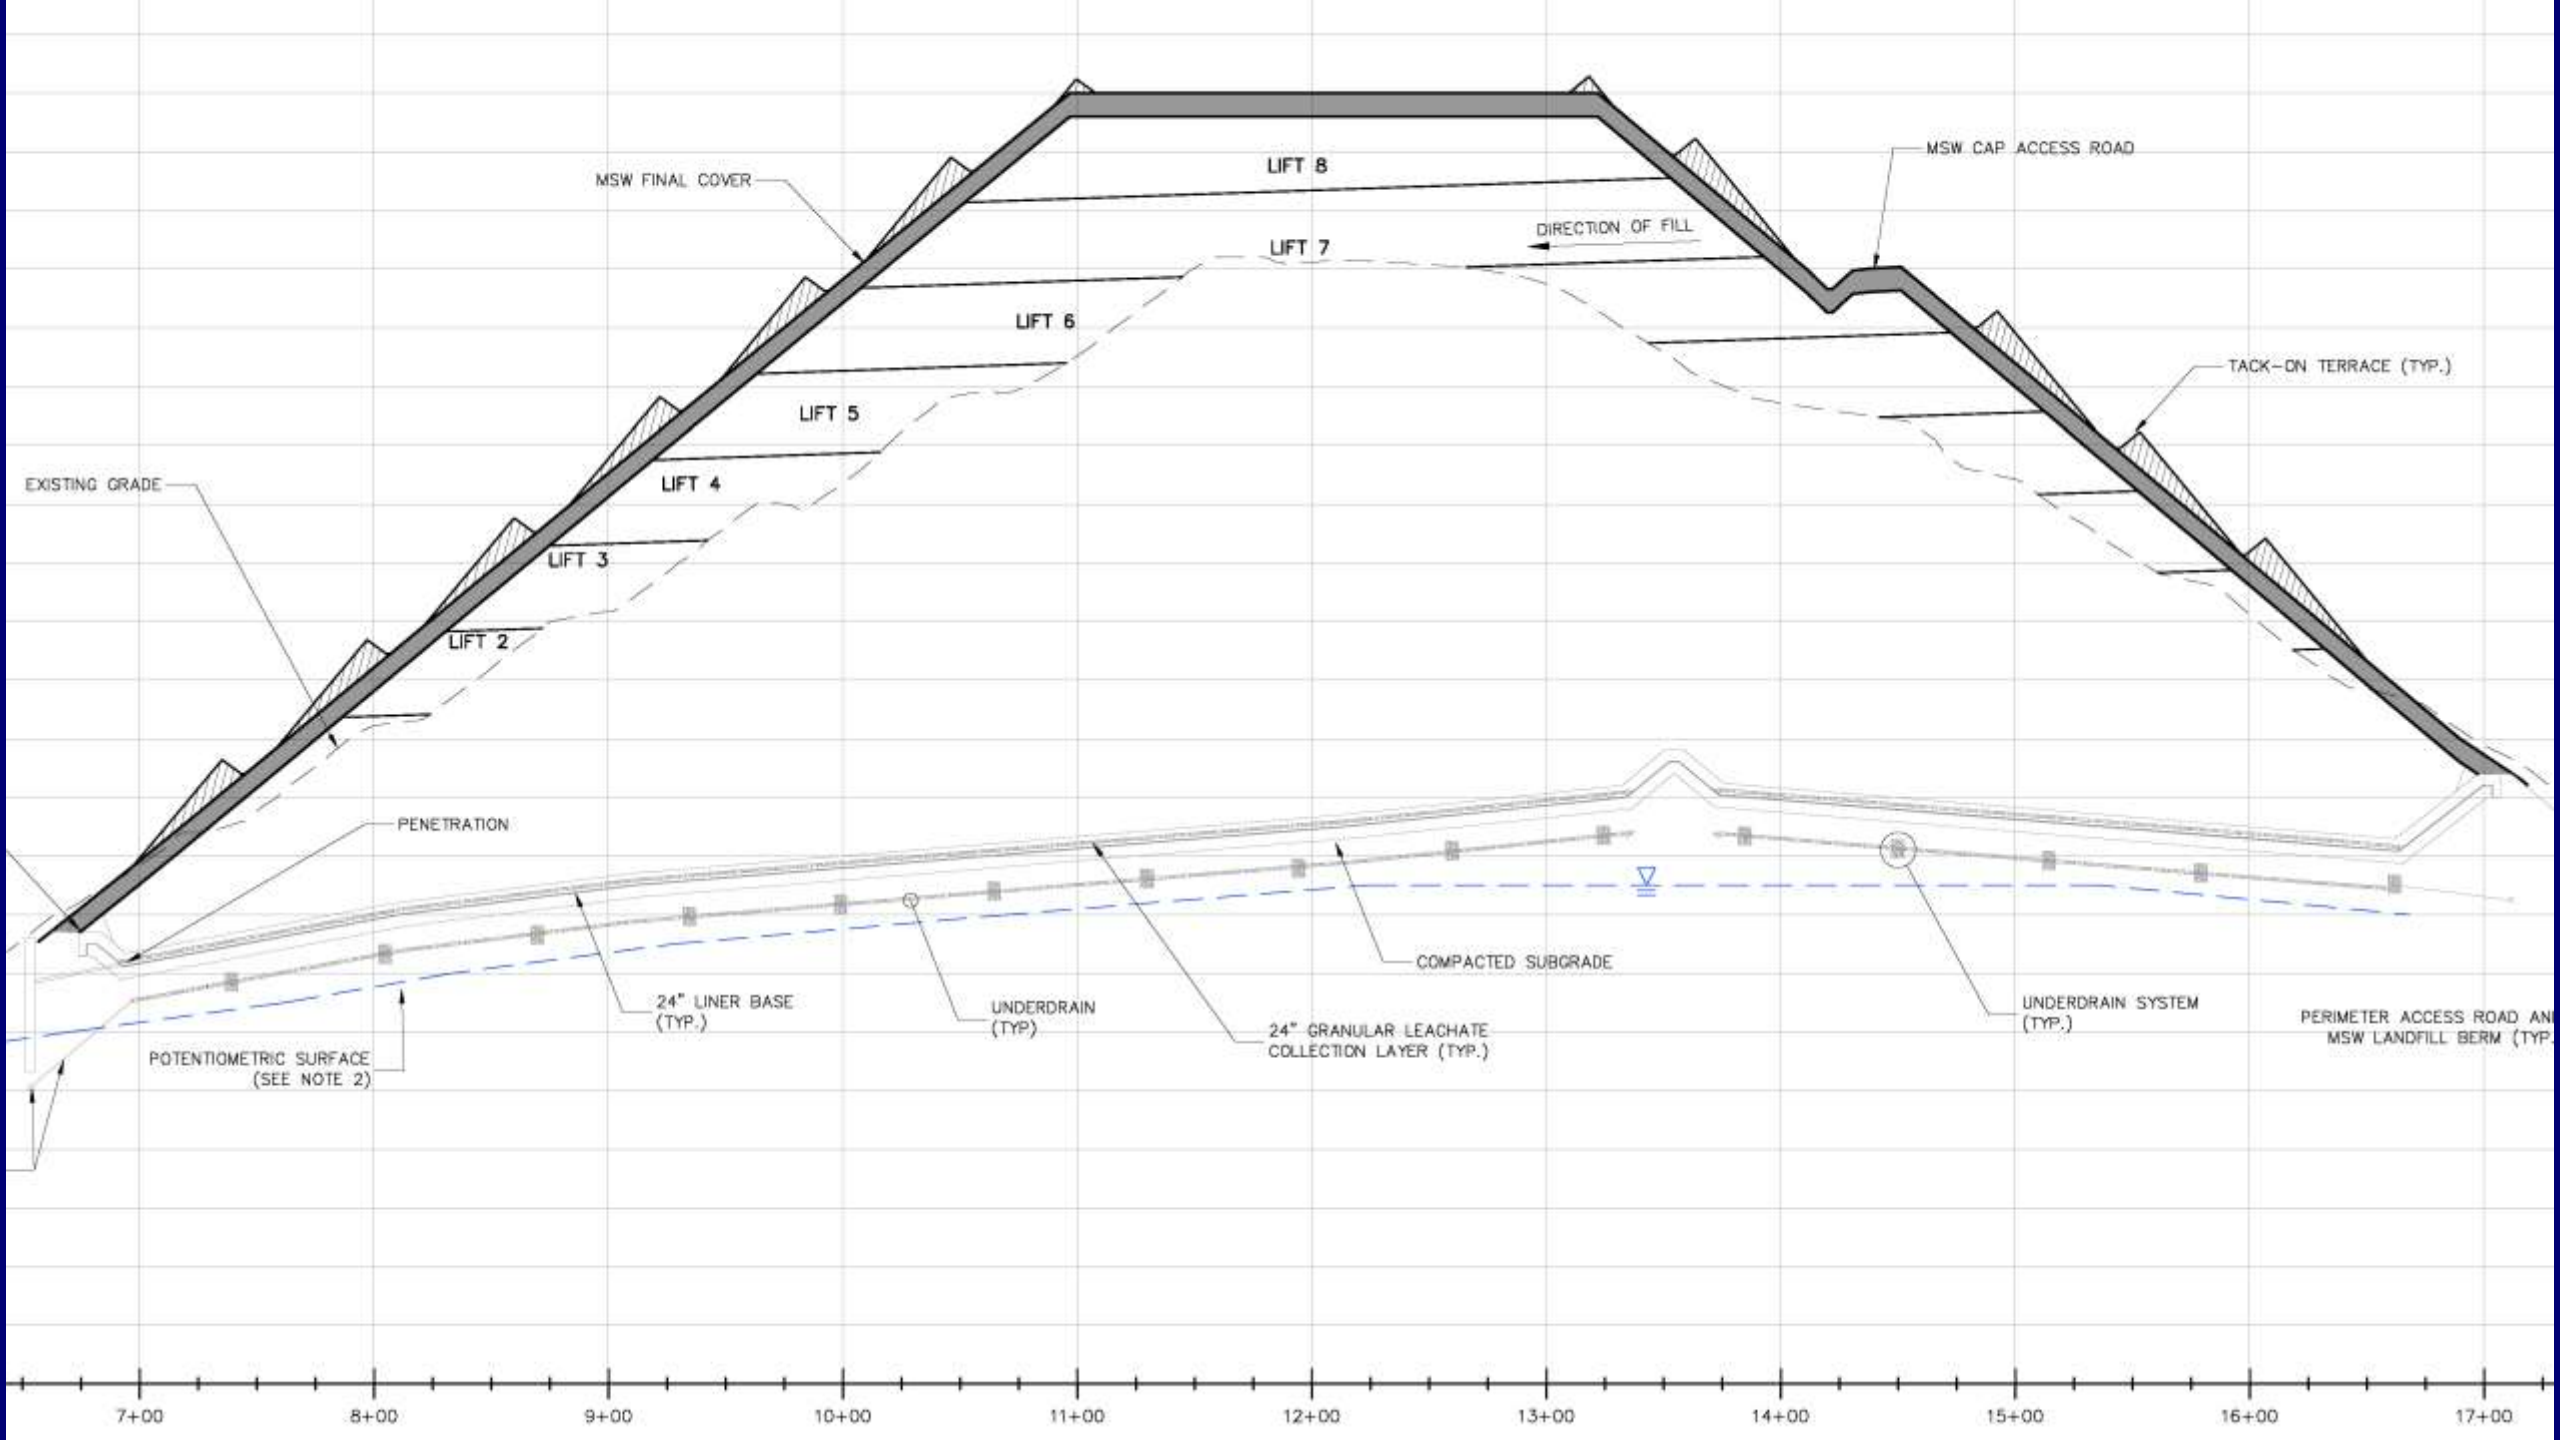 MSW CAP ACCESS ROAD
LIFT 8
MSW FINAL COVER
DIRECTION OF FILL
LIFT 7
LIFT 6
TACK-ON TERRACE (TYP.)
LIFT 5
EXISTING GRADE
LIFT 4
LIFT 3
LIFT 2
PENETRATION
COMPACTED SUBGRADE
24" LINER BASE
(TYP.)
UNDERDRAIN
(TYP)
24" GRANULAR LEACHATE
COLLECTION LAYER (TYP.)
UNDERDRAIN SYSTEM
(TYP.)
PERIMETER ACCESS ROAD AN
MSW LANDFILL BERM (TYP.
POTENTIOMETRIC SURFACE
(SEE NOTE 2)
7+00 8+00 9+00 10+00 11+00 12+00 13+00 14+00 15+00 16+00 17+00